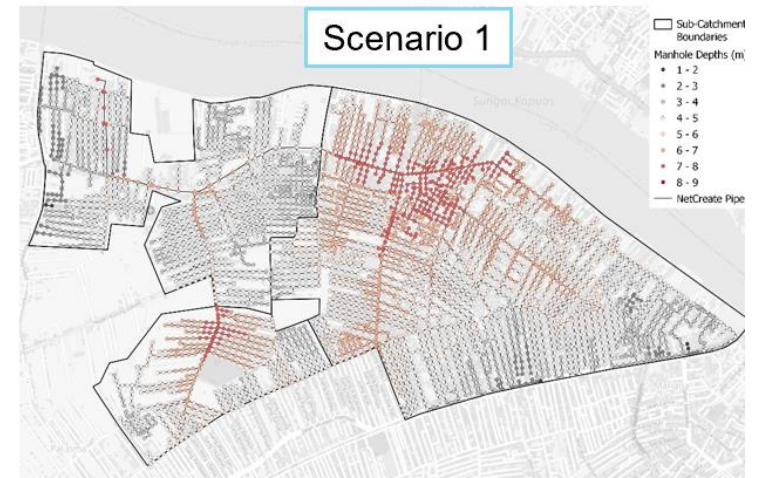 Scenario 1
Sub-Catchment
Boundaries
Manhole Depths (m)
1 - 2
2 - 3
3 - 4
4 - 5
5 - 6
6 - 7
7 - 8
8 - 9
NetCreate Pipe
Sungai Kapuas